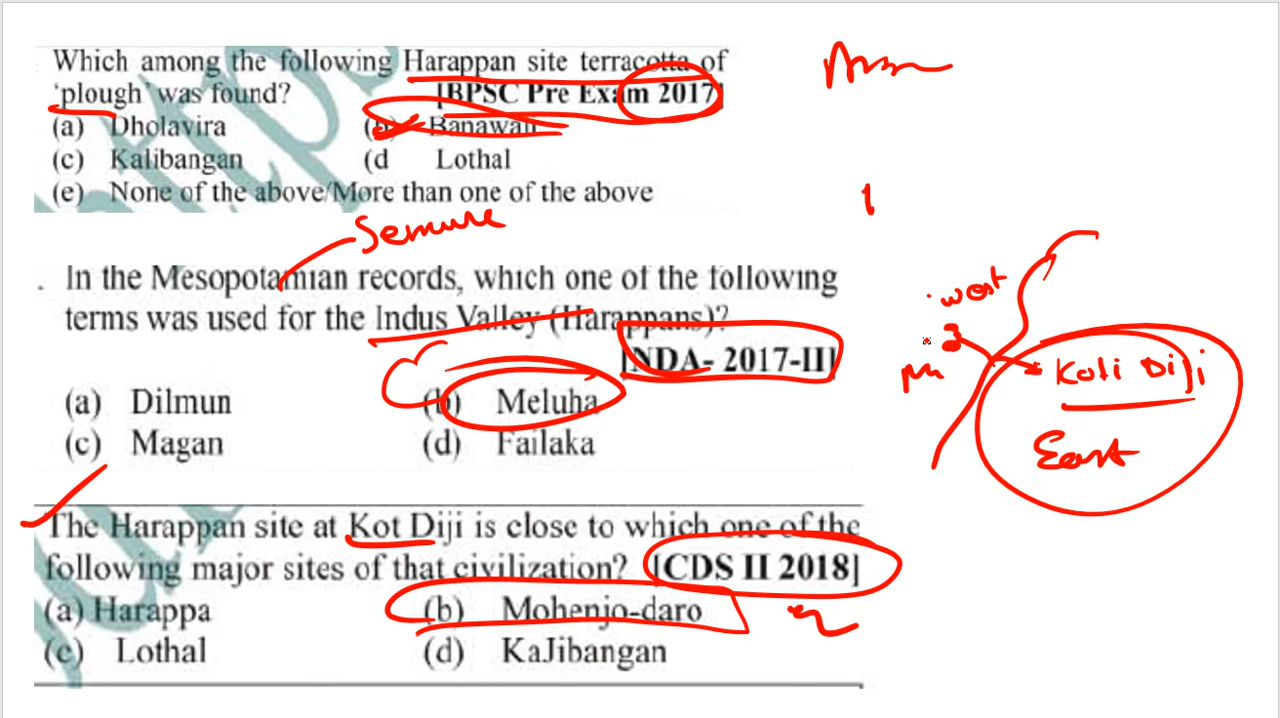 Which among the following Harappan site terracotta of
'plough' was found? [BPSC Pre Exam 2017]
(a) Dholavira (b) Banawali
(c) Kalibangan (d Lothal
(e) None of the above/More than one of the above
Semure
. In the Mesopotamian records, which one of the following
terms was used for the Indus Valley (Harappans)?
[NDA- 2017-II]
(a) Dilmun (b) Meluha
(c) Magan (d) Failaka
The Harappan site at Kot Diji is close to which one of the
following major sites of that civilization? [CDS II 2018]
(a) Harappa (b) Mohenjo-daro
(c) Lothal (d) KaJibangan
west
Koti Diji
East